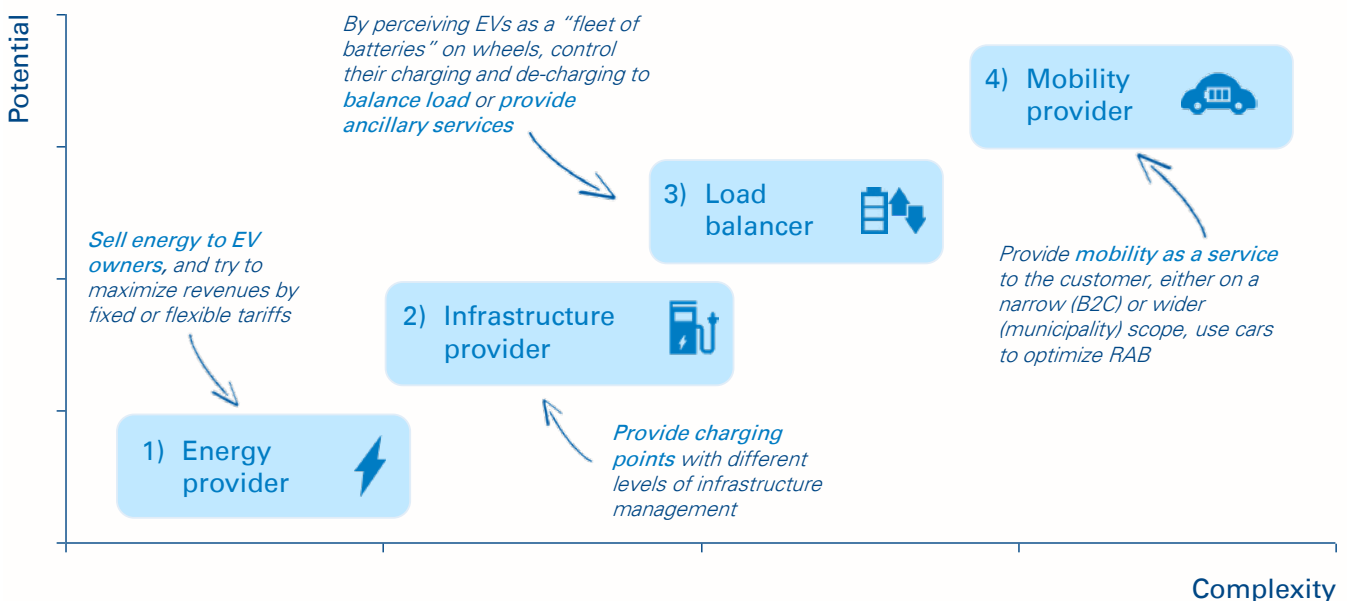 Potential
By perceiving EVs as a “fleet of
batteries” on wheels, control
their charging and de-charging to
balance load or provide
ancillary services
4) Mobility
provider
3) Load
balancer
Sell energy to EV
owners, and try to
maximize revenues by
fixed or flexible tariffs
Provide mobility as a service
to the customer, either on a
narrow (B2C) or wider
(municipality) scope, use cars
to optimize RAB
2) Infrastructure
provider
1) Energy
provider
Provide charging
points with different
levels of infrastructure
management
Complexity